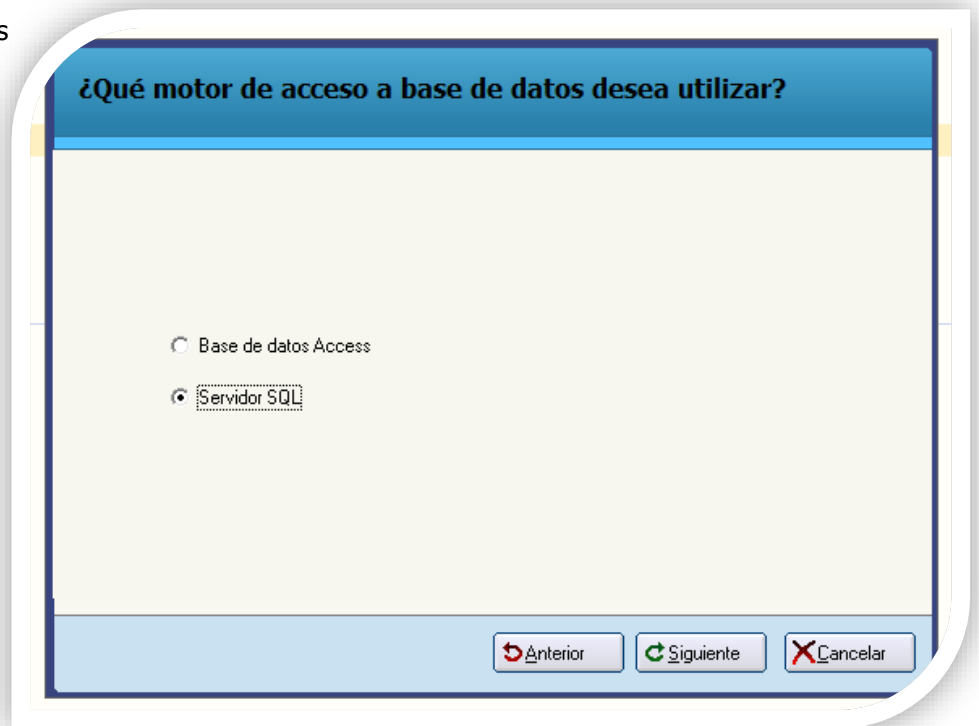 s
¿Qué motor de acceso a base de datos desea utilizar?
Base de datos Access
Servidor SQL
Anterior
Siguiente
Cancelar